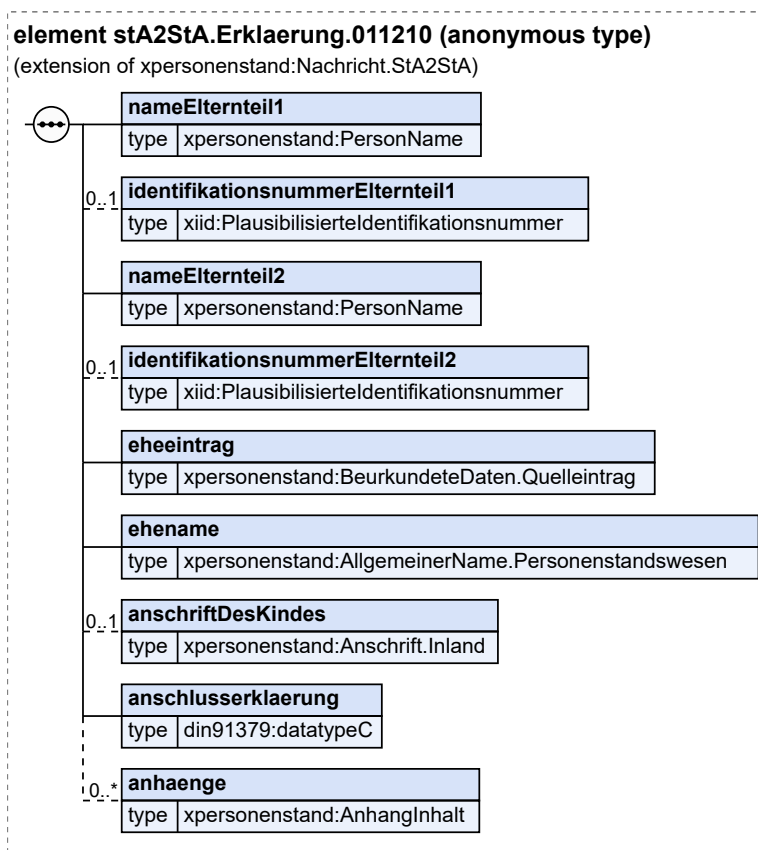 element stA2StA.Erklaerung.011210 (anonymous type)
(extension of xpersonenstand:Nachricht.StA2StA)
nameElternteil1
type xpersonenstand:PersonName
0..1 identifikationsnummerElternteil1
type xiid:PlausibilisierteIdentifikationsnummer
nameElternteil2
type xpersonenstand:PersonName
0..1 identifikationsnummerElternteil2
type xiid:PlausibilisierteIdentifikationsnummer
eheeintrag
type xpersonenstand:BeurkundeteDaten.Quelleintrag
ehename
type xpersonenstand:AllgemeinerName.Personenstandswesen
0..1 anschriftDesKindes
type xpersonenstand:Anschrift.Inland
anschlusserklaerung
type din91379:datatypeC
0..* anhaenge
type xpersonenstand:AnhangInhalt